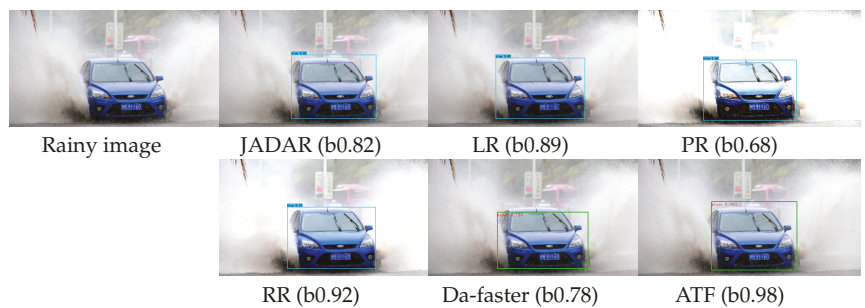 Rainy image
JADAR (b0.82)
LR (b0.89)
PR (b0.68)
RR (b0.92)
Da-faster (b0.78)
ATF (b0.98)